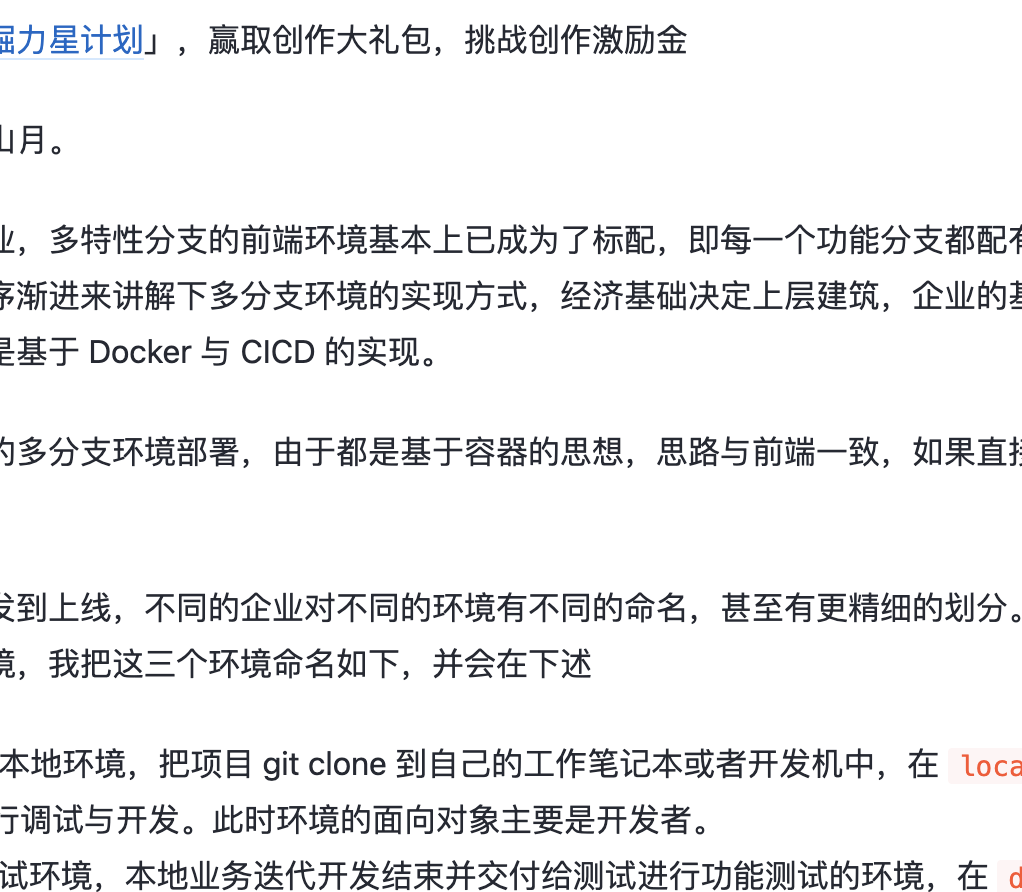 掘力星计划」，赢取创作大礼包，挑战创作激励金
山月。
业，多特性分支的前端环境基本上已成为了标配，即每一个功能分支都配有
序渐进来讲解下多分支环境的实现方式，经济基础决定上层建筑，企业的基
是基于 Docker 与 CICD 的实现。
的多分支环境部署，由于都是基于容器的思想，思路与前端一致，如果直接
发到上线，不同的企业对不同的环境有不同的命名，甚至有更精细的划分。
境，我把这三个环境命名如下，并会在下述
本地环境，把项目 git clone 到自己的工作笔记本或者开发机中，在 loca
行调试与开发。此时环境的面向对象主要是开发者。
试环境，本地业务迭代开发结束并交付给测试进行功能测试的环境，在 d